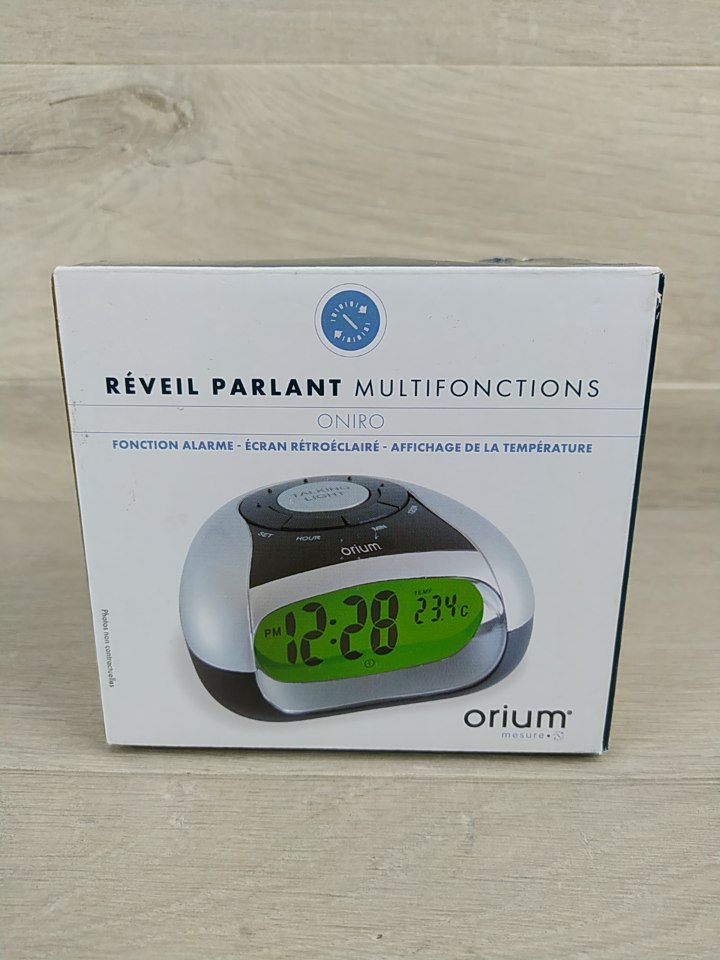 RÉVEIL PARLANT MULTIFONCTIONS
ONIRO
FONCTION ALARME - ÉCRAN RÉTROÉCLAIRÉ - AFFICHAGE DE LA TEMPÉRATURE
TALKING
LIGHT
SET HOUR
orium
TEMP
PM 12:28 23.4 C
Photos non contractuelles
orium®
mesure